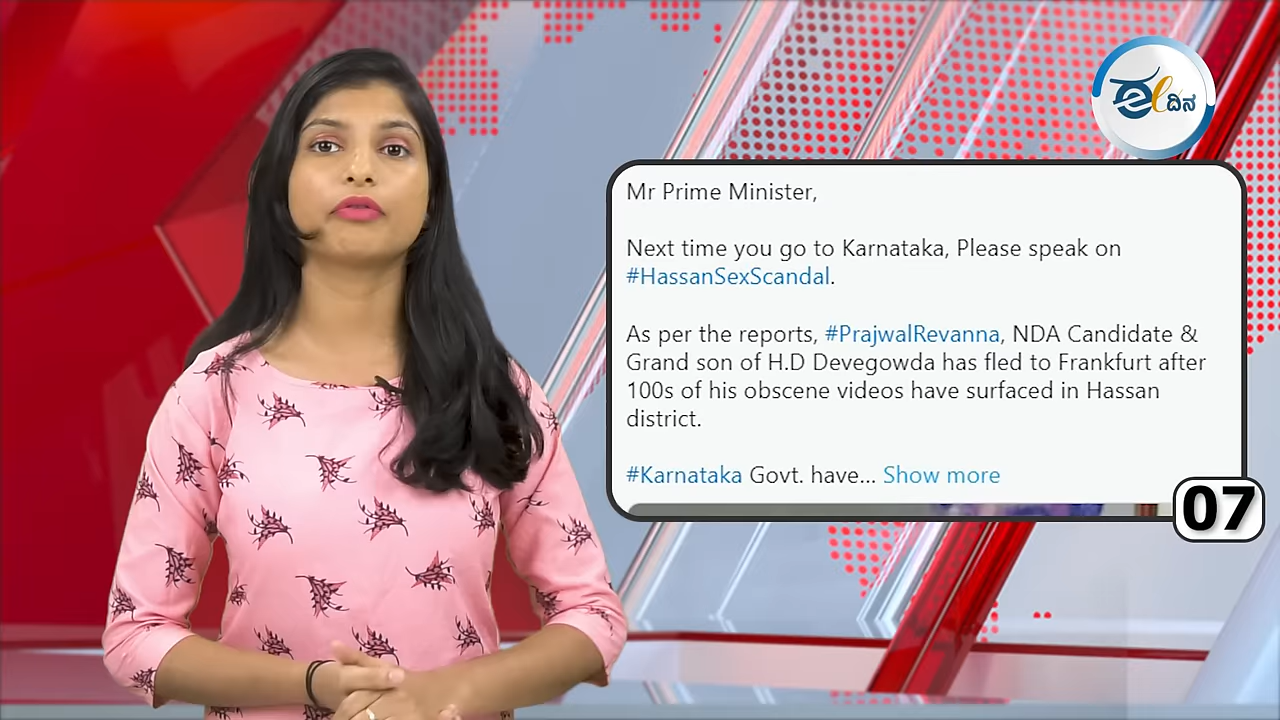 ಈದಿನ
Mr Prime Minister,
Next time you go to Karnataka, Please speak on
#HassanSexScandal.
As per the reports, #PrajwalRevanna, NDA Candidate &
Grand son of H.D Devegowda has fled to Frankfurt after
100s of his obscene videos have surfaced in Hassan
district.
#Karnataka Govt. have... Show more
07